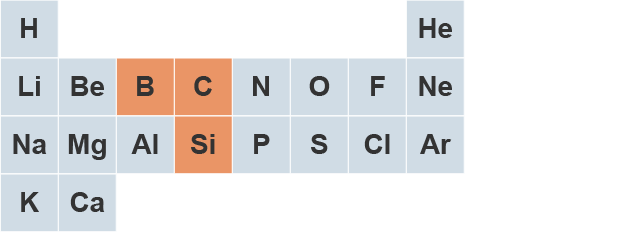 H He
Li Be B C N O F Ne
Na Mg Al Si P S Cl Ar
K Ca